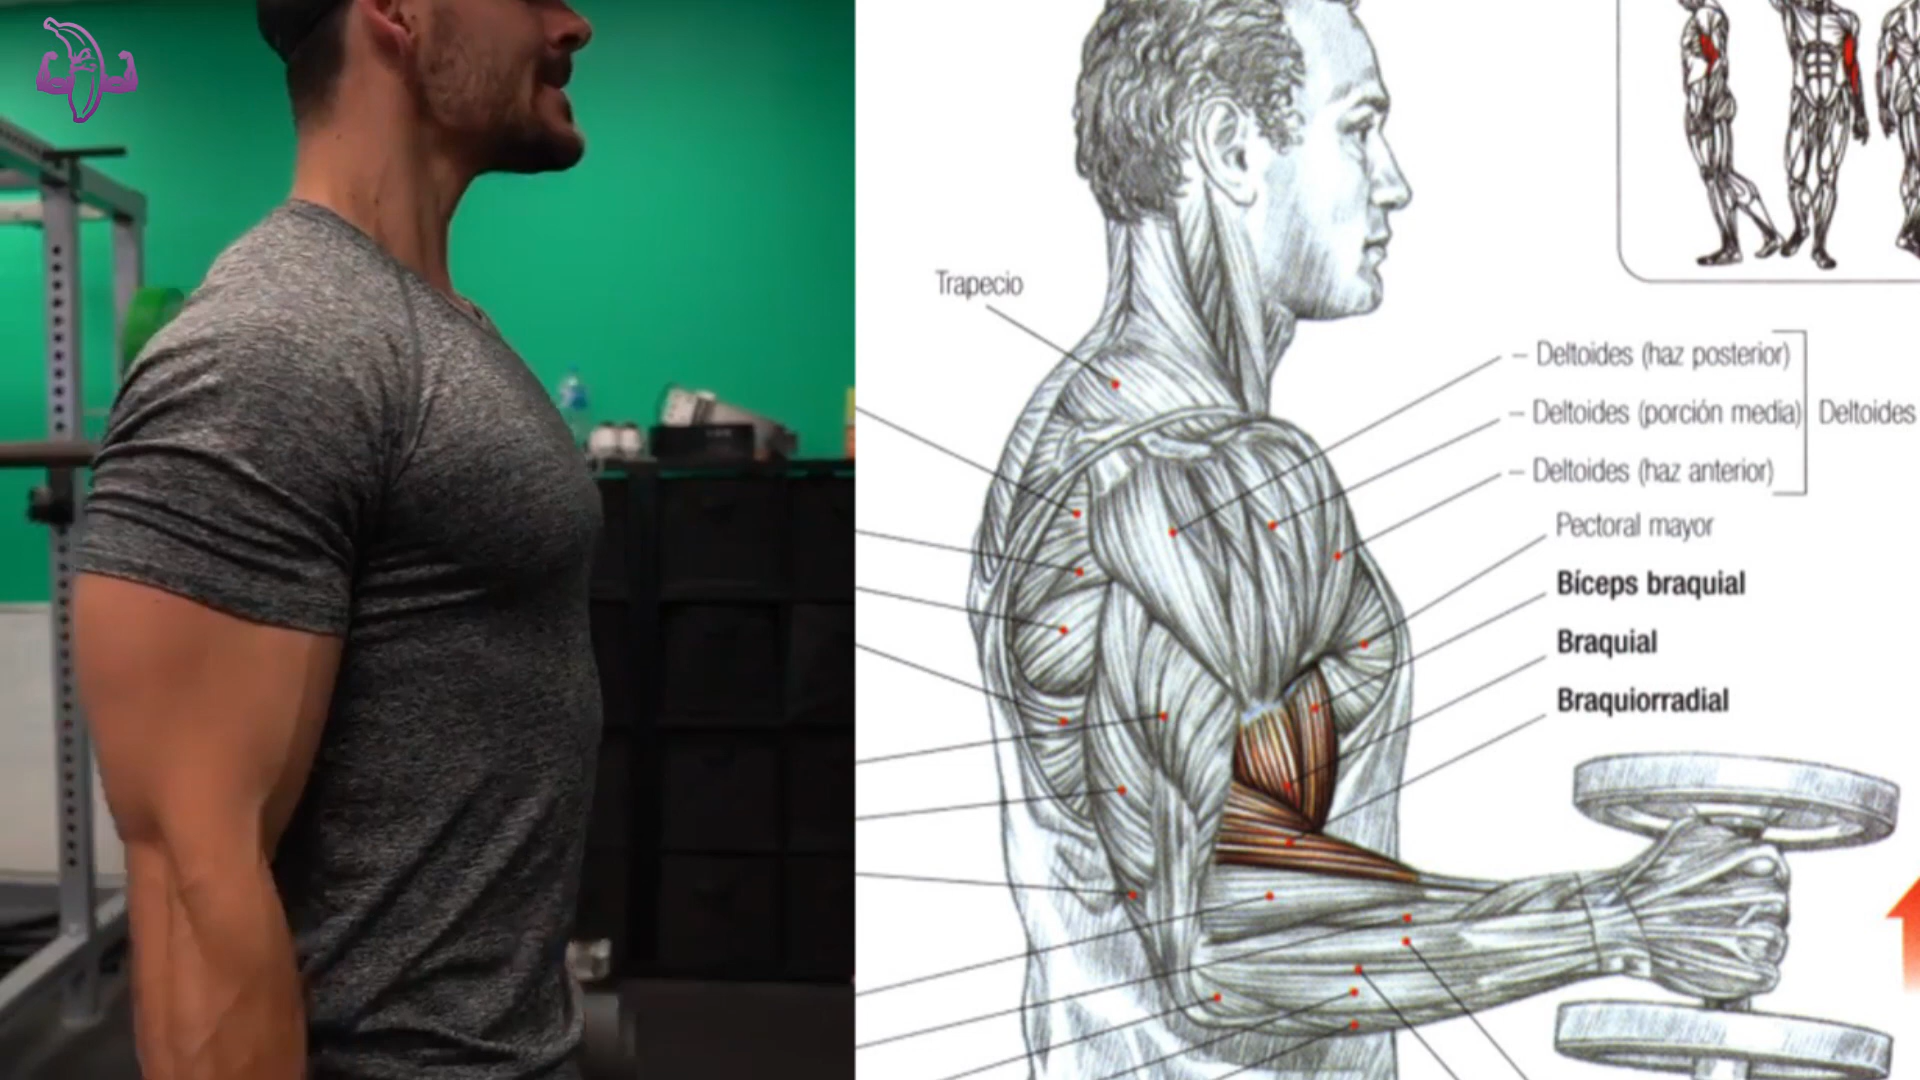 Trapecio
Deltoides (haz posterior)
Deltoides (porción media)
Deltoides
Deltoides (haz anterior)
Pectoral mayor
Bíceps braquial
Braquial
Braquiorradial